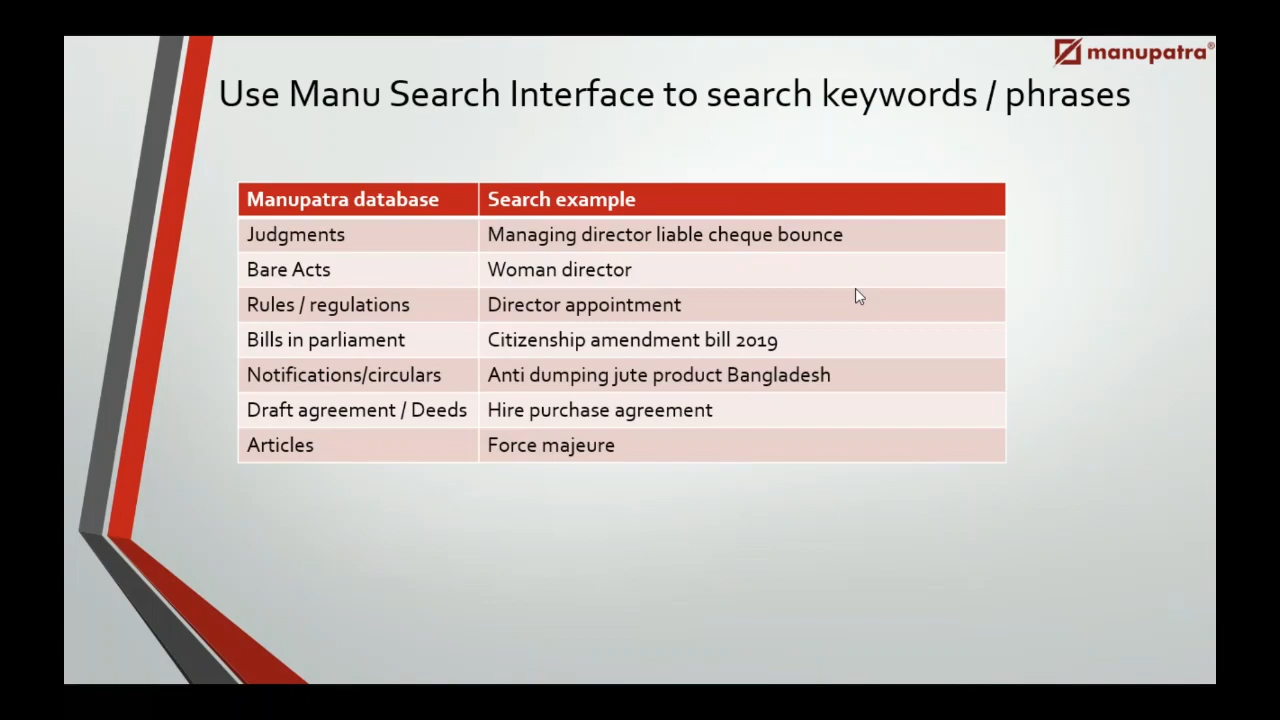 manupatra®
Use Manu Search Interface to search keywords / phrases
Manupatra database Search example
Judgments Managing director liable cheque bounce
Bare Acts Woman director
Rules / regulations Director appointment
Bills in parliament Citizenship amendment bill 2019
Notifications/circulars Anti dumping jute product Bangladesh
Draft agreement / Deeds Hire purchase agreement
Articles Force majeure